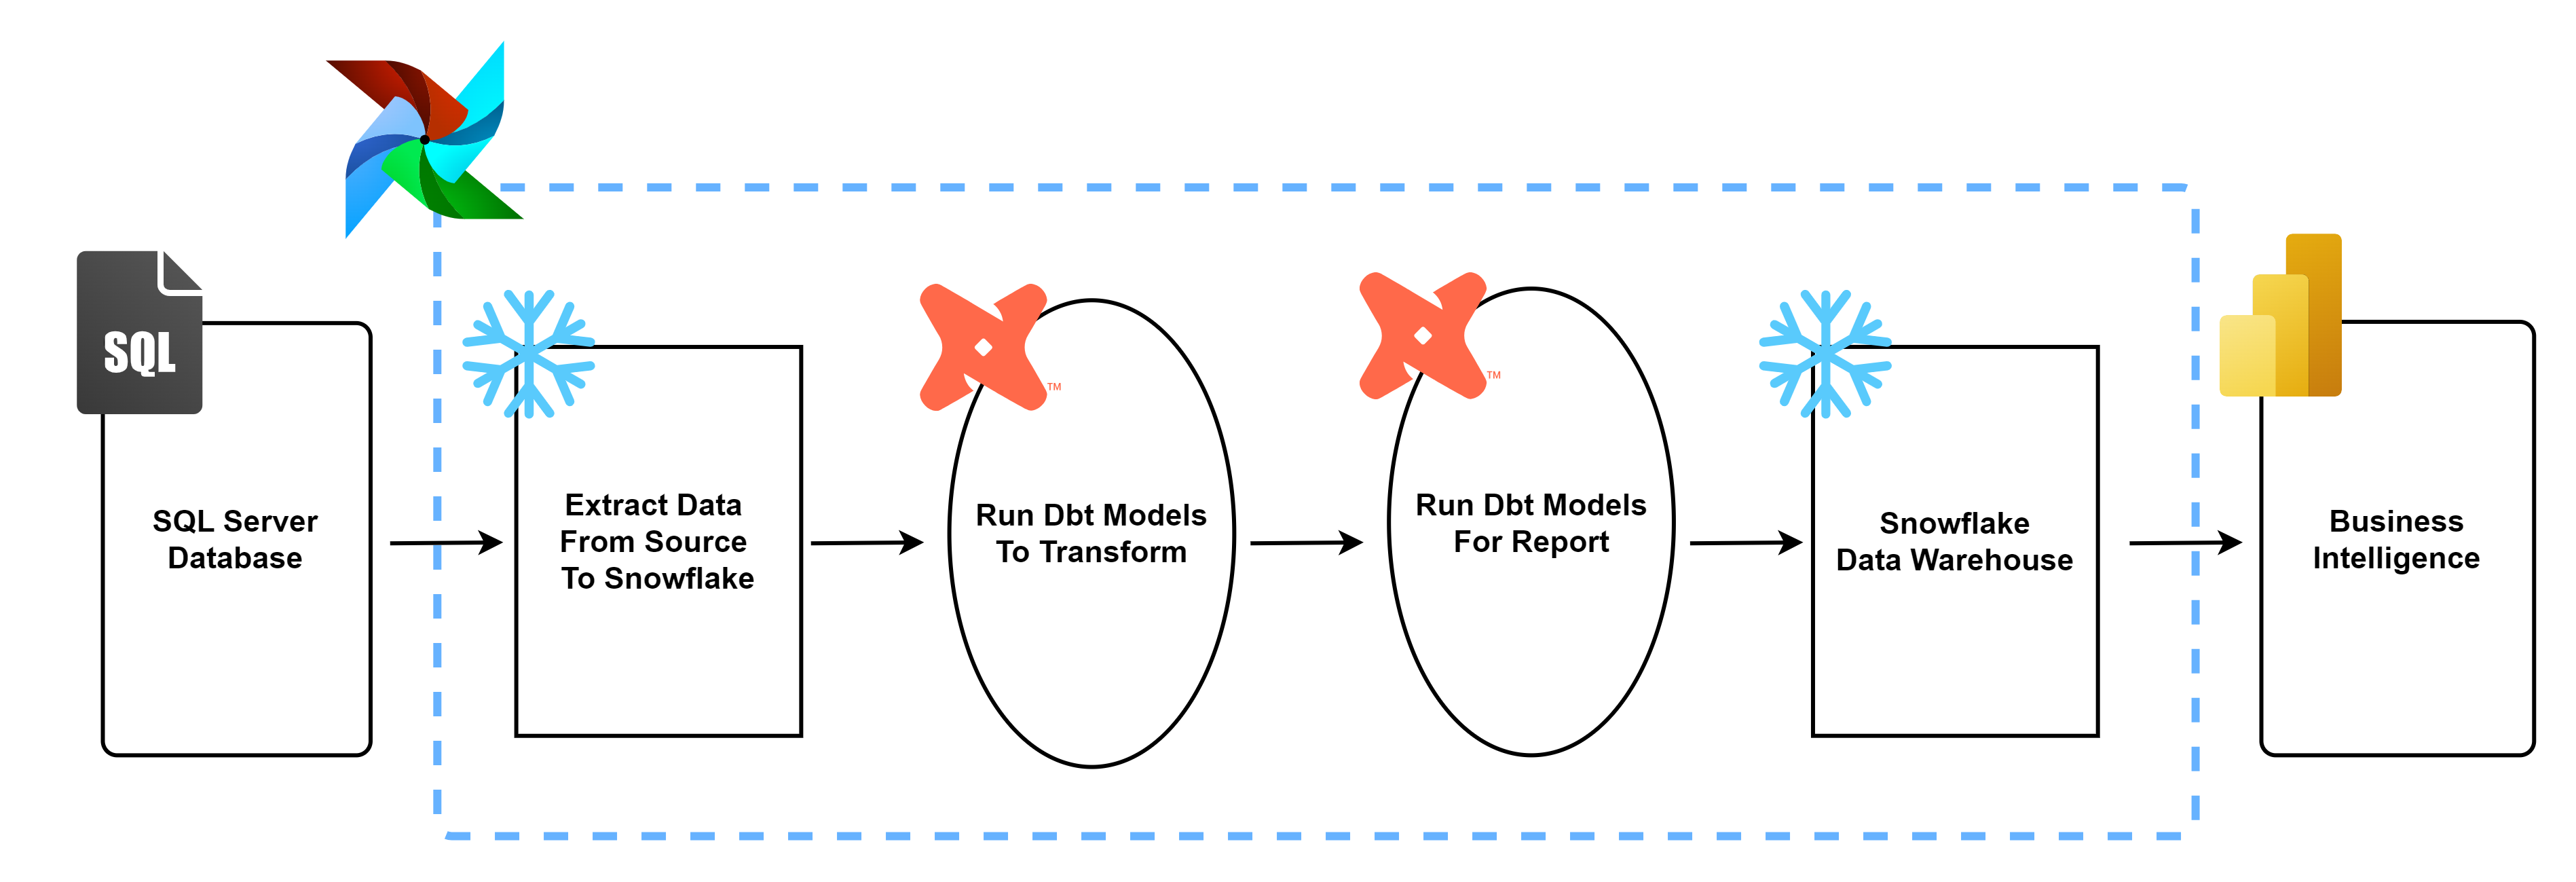 SQL
SQL Server
Database
Extract Data
From Source
To Snowflake
TM
Run Dbt Models
To Transform
TM
Run Dbt Models
For Report
Snowflake
Data Warehouse
Business
Intelligence